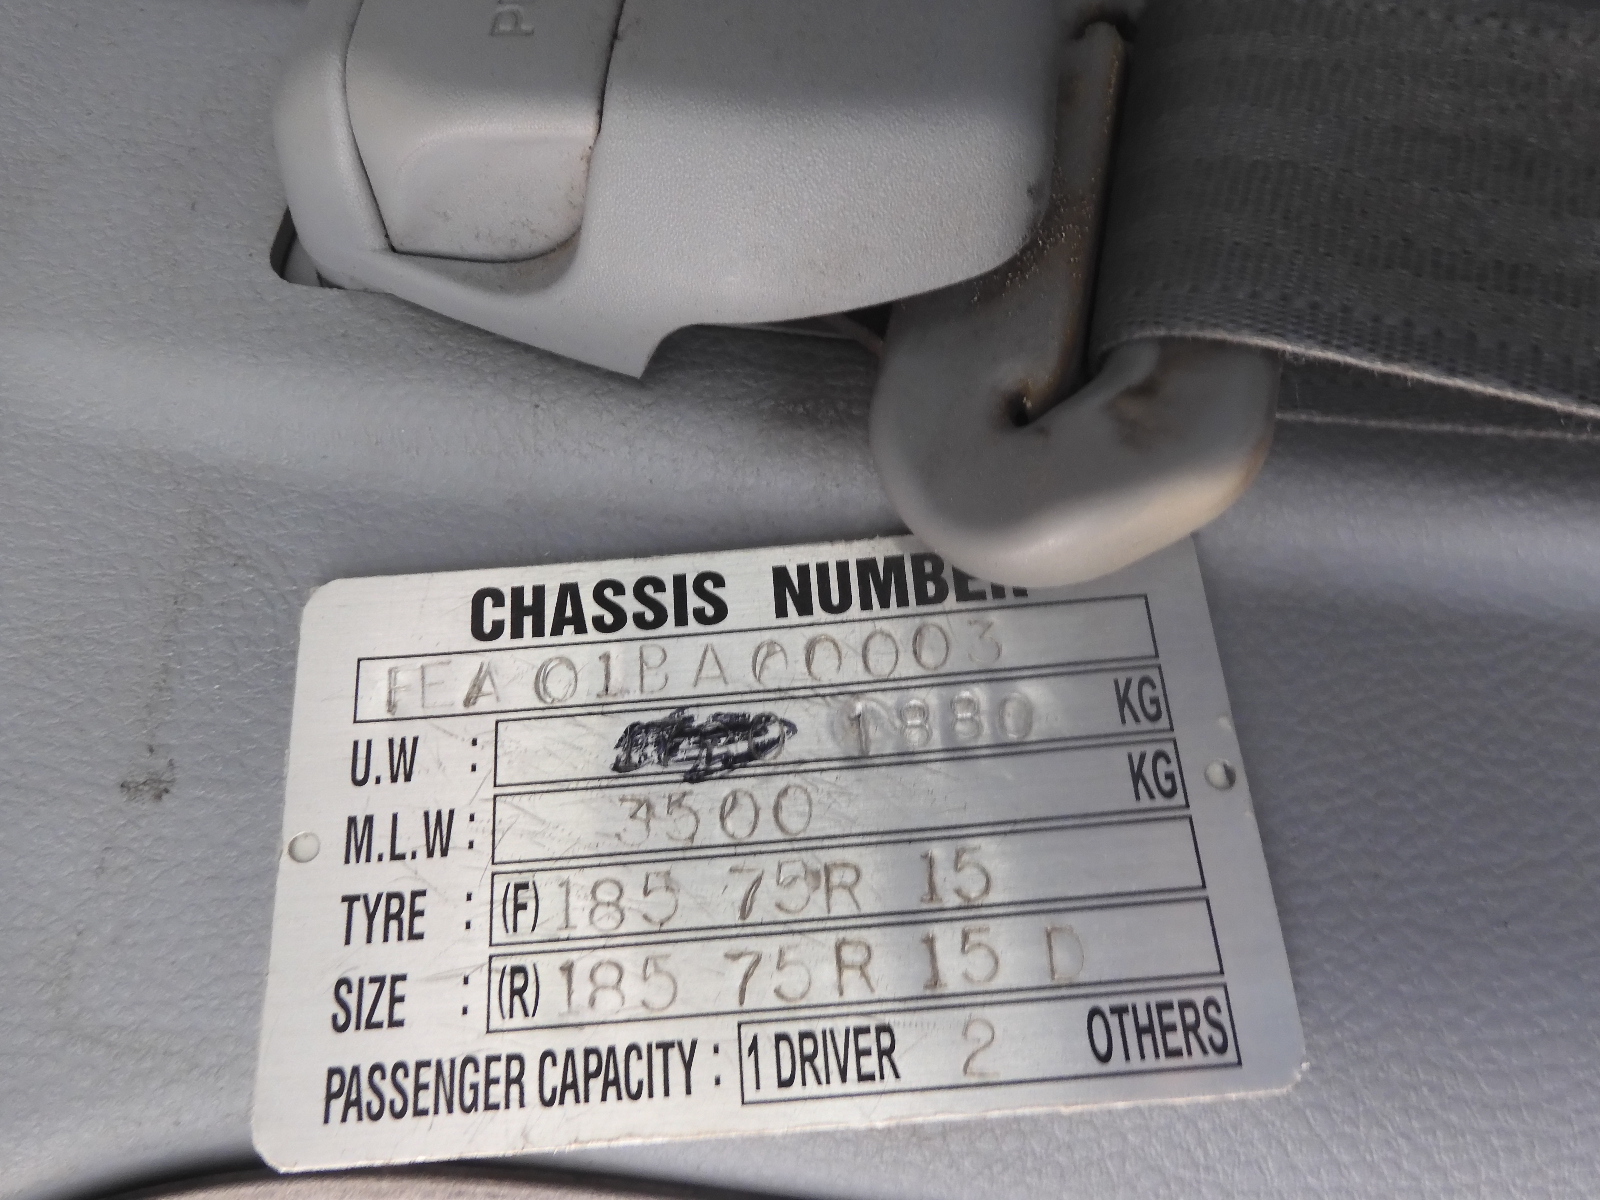 CHASSIS NUMBER
FEA01BA00003
U.W : 1880 KG
M.L.W : 3500 KG
TYRE : (F) 185 75R 15
SIZE : (R) 185 75R 15 D
PASSENGER CAPACITY : 1 DRIVER 2 OTHERS